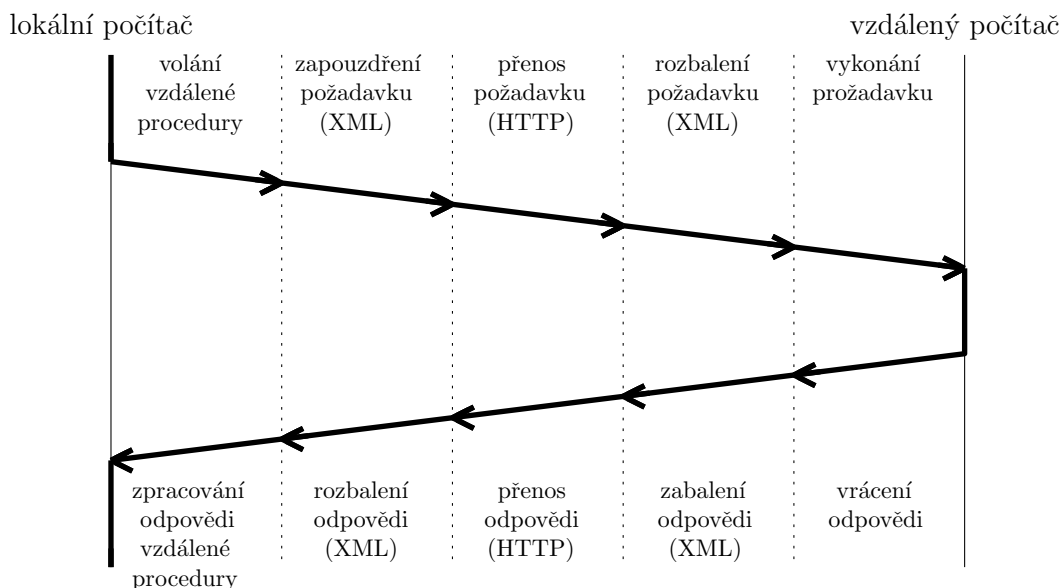 lokální počítač
vzdálený počítač
volání
vzdálené
procedury
zapouzdření
požadavku
(XML)
přenos
požadavku
(HTTP)
rozbalení
požadavku
(XML)
vykonání
prožadavku
zpracování
odpovědi
vzdálené
procedury
rozbalení
odpovědi
(XML)
přenos
odpovědi
(HTTP)
zabalení
odpovědi
(XML)
vrácení
odpovědi